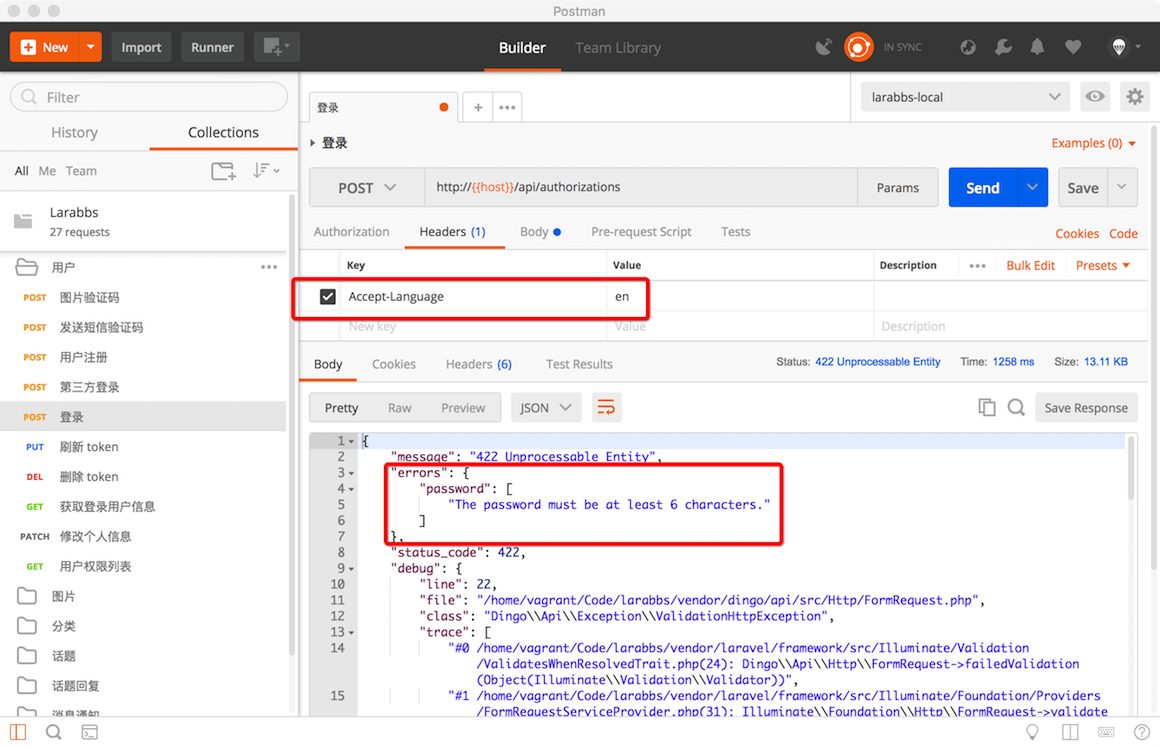 Postman
New
Import
Runner
Builder
Team Library
IN SYNC
Filter
History
Collections
All Me Team
Larabbs
27 requests
用户
POST 图片验证码
POST 发送短信验证码
POST 用户注册
POST 第三方登录
POST 登录
PUT 刷新 token
DEL 删除 token
GET 获取登录用户信息
PATCH 修改个人信息
GET 用户权限列表
图片
分类
话题
话题回复
消息通知
登录
larabbs-local
登录
Examples (0)
POST
http://{{host}}/api/authorizations
Params
Send
Save
Authorization
Headers (1)
Body
Pre-request Script
Tests
Cookies
Code
Key
Value
Description
Bulk Edit
Presets
Accept-Language
en
New key
Value
Description
Body
Cookies
Headers (6)
Test Results
Status: 422 Unprocessable Entity
Time: 1258 ms
Size: 13.11 KB
Pretty
Raw
Preview
JSON
Save Response
1 {
2 "message": "422 Unprocessable Entity",
3 "errors": {
4 "password": [
5 "The password must be at least 6 characters."
6 ]
7 },
8 "status_code": 422,
9 "debug": {
10 "line": 22,
11 "file": "/home/vagrant/Code/larabbs/vendor/dingo/api/src/Http/FormRequest.php",
12 "class": "Dingo\\Api\\Exception\\ValidationHttpException",
13 "trace": [
14 "#0 /home/vagrant/Code/larabbs/vendor/laravel/framework/src/Illuminate/Validation
/ValidatesWhenResolvedTrait.php(24): Dingo\\Api\\Http\\FormRequest->failedValidation
(Object(Illuminate\\Validation\\Validator))",
15 "#1 /home/vagrant/Code/larabbs/vendor/laravel/framework/src/Illuminate/Foundation/Providers
/FormRequestServiceProvider.php(31): Illuminate\\Foundation\\Http\\FormRequest->validate